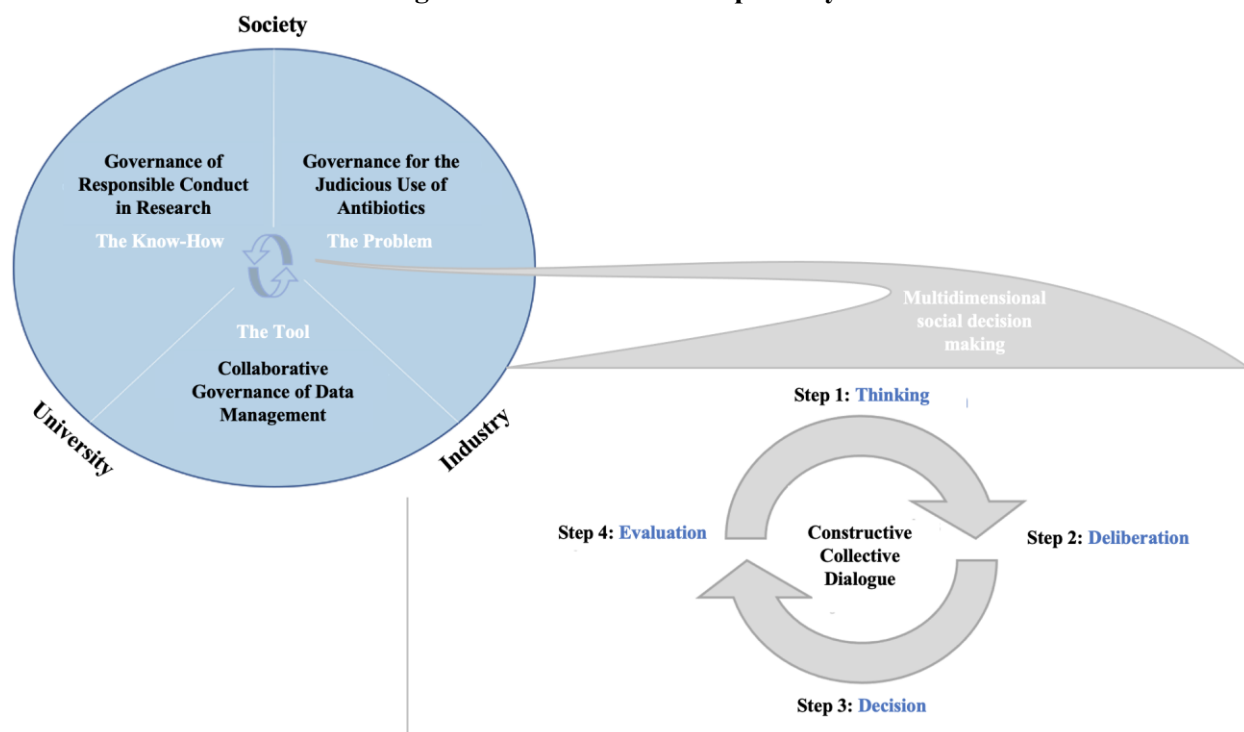 Society
Governance of
Responsible Conduct
in Research
The Know-How
Governance for the
Judicious Use of
Antibiotics
The Problem
The Tool
Collaborative
Governance of Data
Management
University
Industry
Multidimensional
social decision
making
Step 1: Thinking
Step 2: Deliberation
Step 3: Decision
Step 4: Evaluation
Constructive
Collective
Dialogue